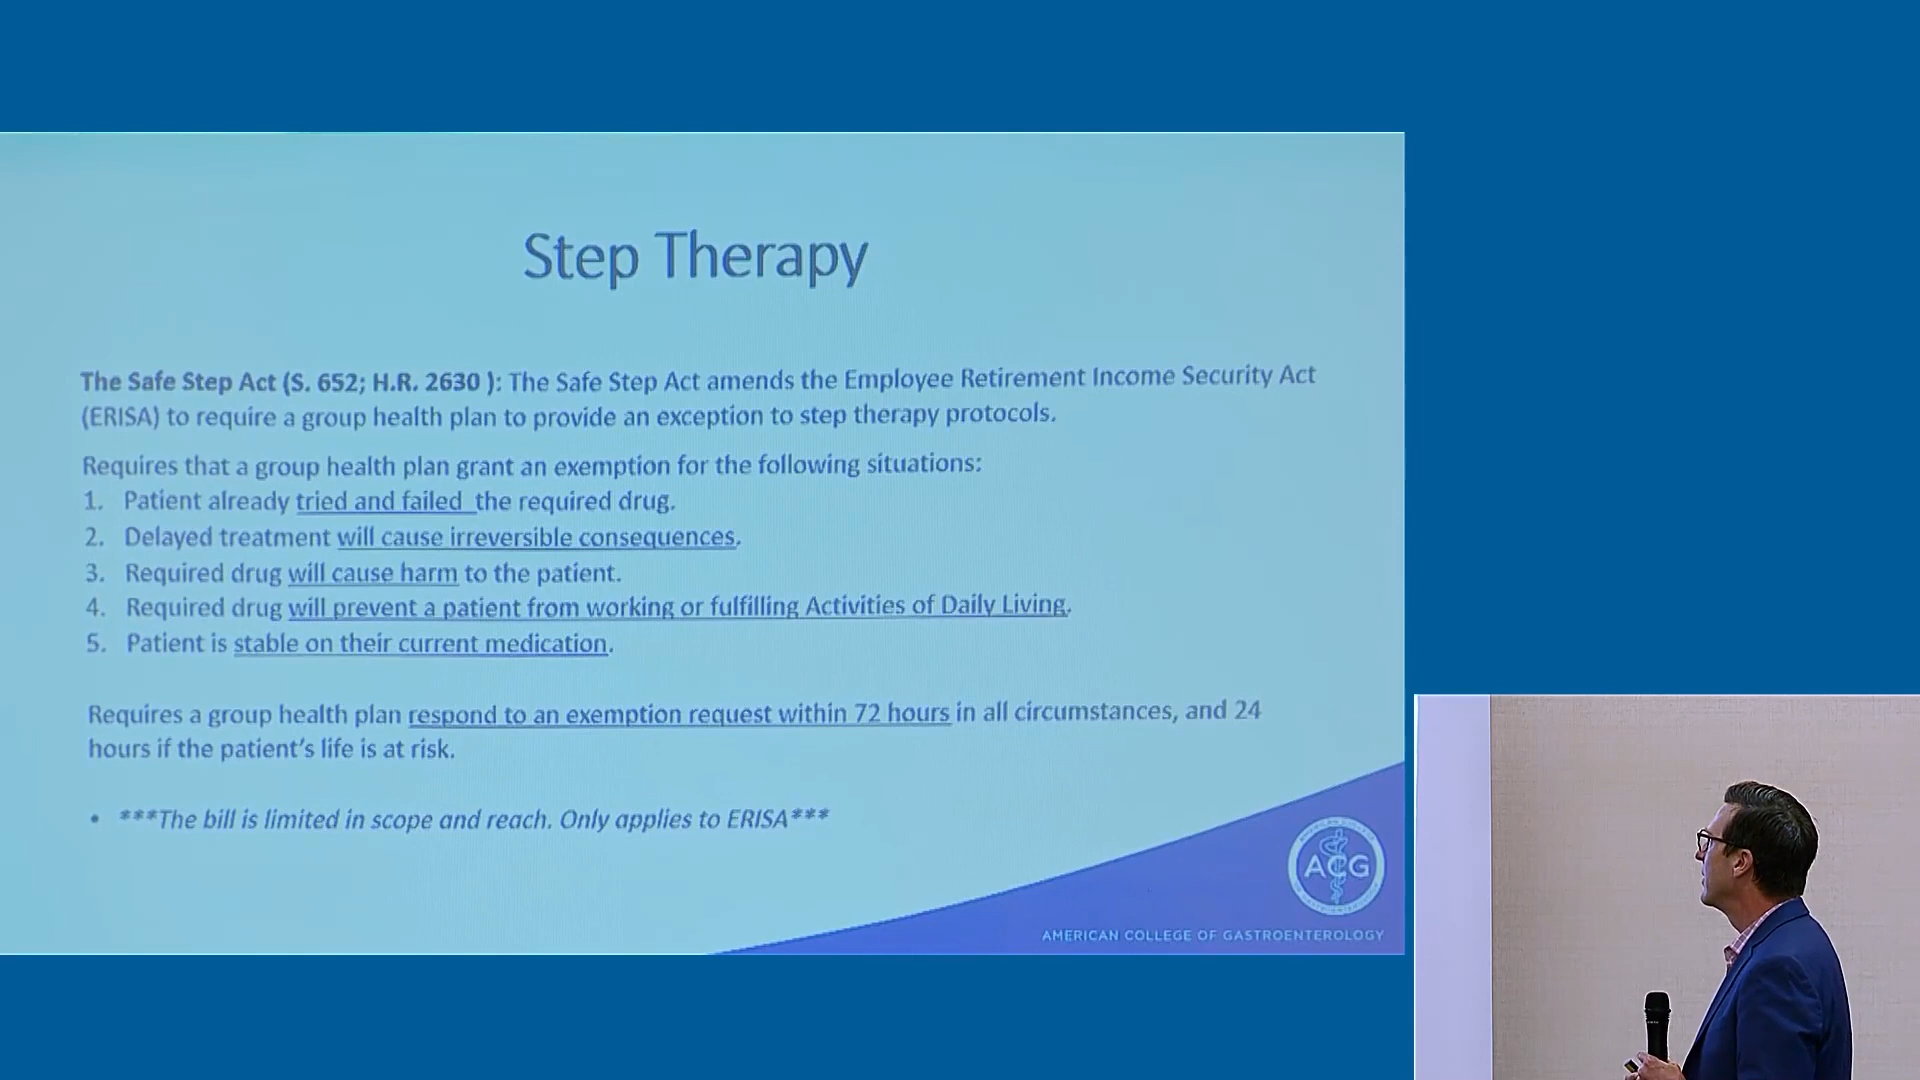 Step Therapy
The Safe Step Act (S. 652; H.R. 2630 ): The Safe Step Act amends the Employee Retirement Income Security Act
(ERISA) to require a group health plan to provide an exception to step therapy protocols.
Requires that a group health plan grant an exemption for the following situations:
1. Patient already tried and failed the required drug.
2. Delayed treatment will cause irreversible consequences.
3. Required drug will cause harm to the patient.
4. Required drug will prevent a patient from working or fulfilling Activities of Daily Living.
5. Patient is stable on their current medication.
Requires a group health plan respond to an exemption request within 72 hours in all circumstances, and 24
hours if the patient's life is at risk.
• ***The bill is limited in scope and reach. Only applies to ERISA***
ACG
AMERICAN COLLEGE OF GASTROENTEROLOGY